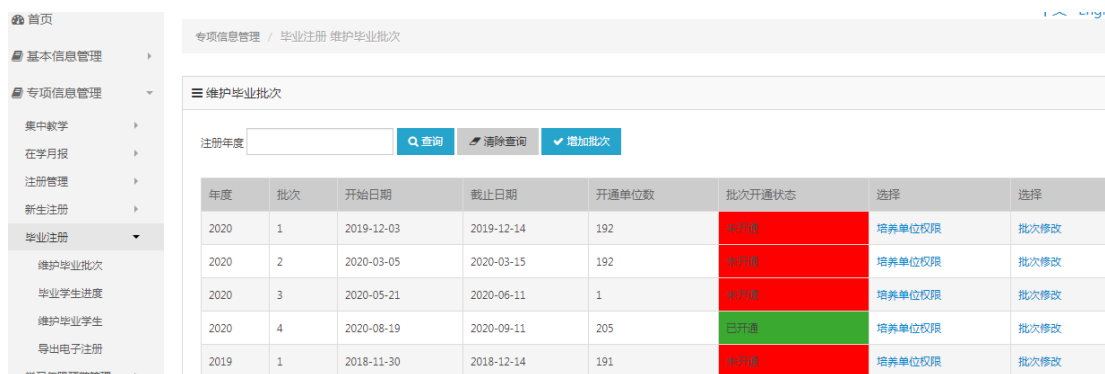 首页
基本信息管理
专项信息管理
集中教学
在学月报
注册管理
新生注册
毕业注册
维护毕业批次
毕业学生进度
维护毕业学生
导出电子注册
专项信息管理 / 毕业注册 维护毕业批次
维护毕业批次
注册年度 查询 清除查询 增加批次
年度 批次 开始日期 截止日期 开通单位数 批次开通状态 选择 选择
2020 1 2019-12-03 2019-12-14 192 未开通 培养单位权限 批次修改
2020 2 2020-03-05 2020-03-15 192 未开通 培养单位权限 批次修改
2020 3 2020-05-21 2020-06-11 1 未开通 培养单位权限 批次修改
2020 4 2020-08-19 2020-09-11 205 已开通 培养单位权限 批次修改
2019 1 2018-11-30 2018-12-14 191 未开通 培养单位权限 批次修改